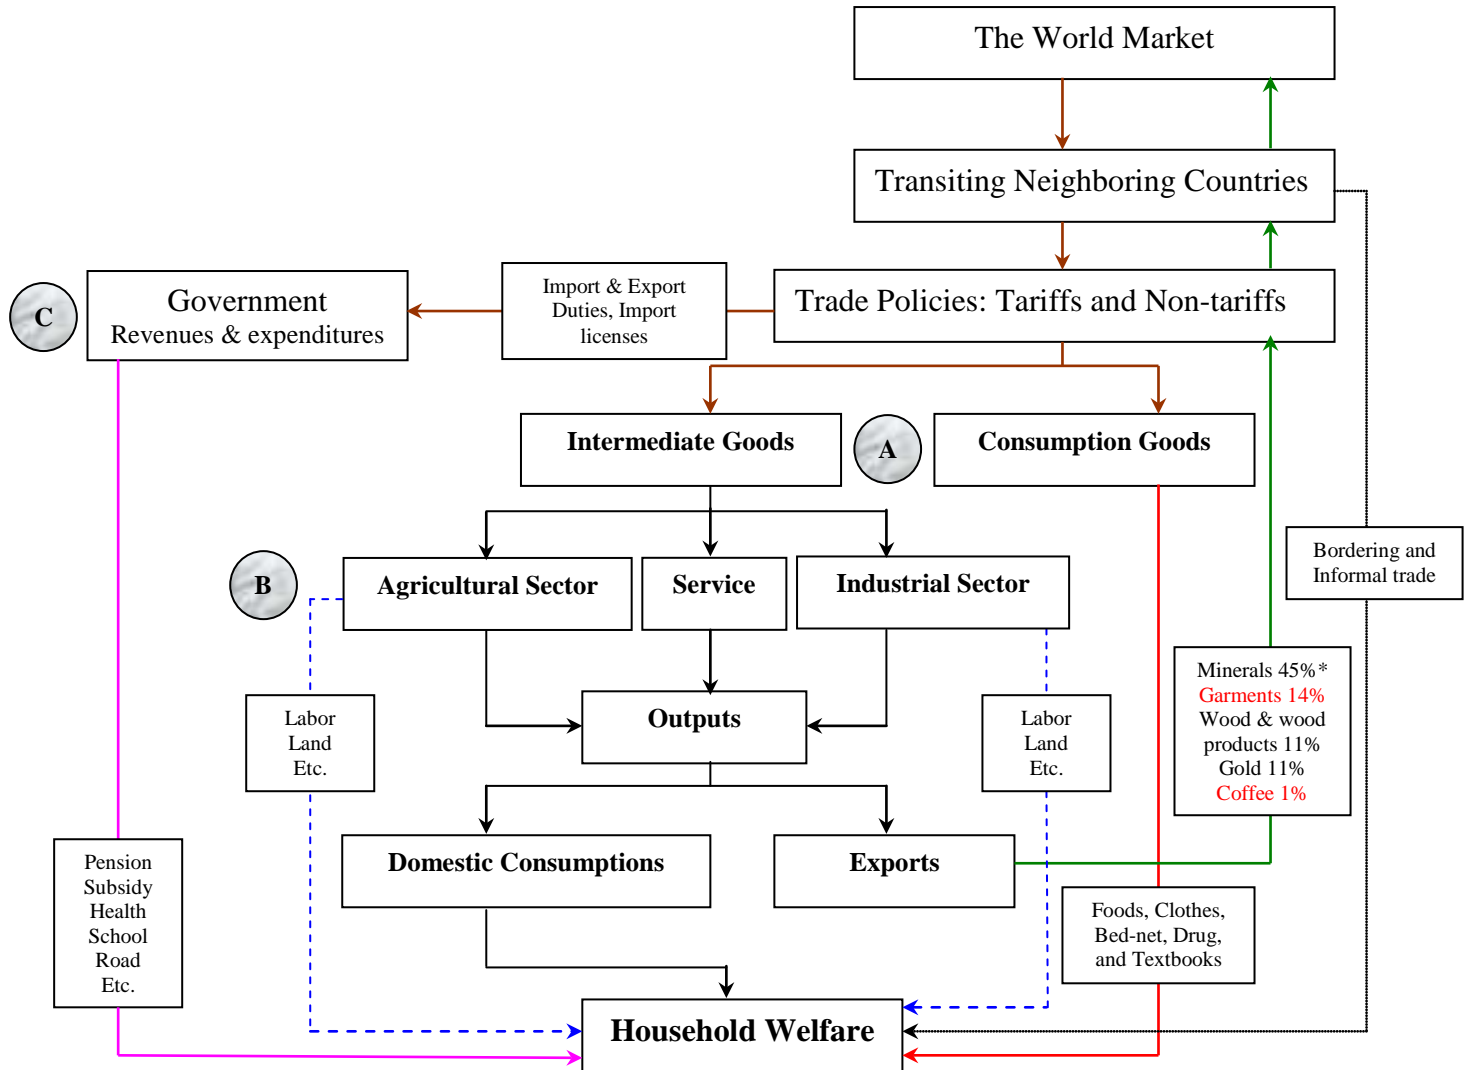 The World Market
Transiting Neighboring Countries
C
Government
Revenues & expenditures
Import & Export
Duties, Import
licenses
Trade Policies: Tariffs and Non-tariffs
Intermediate Goods
A
Consumption Goods
B
Agricultural Sector
Service
Industrial Sector
Bordering and
Informal trade
Labor
Land
Etc.
Outputs
Labor
Land
Etc.
Minerals 45%*
Garments 14%
Wood & wood
products 11%
Gold 11%
Coffee 1%
Domestic Consumptions
Exports
Pension
Subsidy
Health
School
Road
Etc.
Foods, Clothes,
Bed-net, Drug,
and Textbooks
Household Welfare